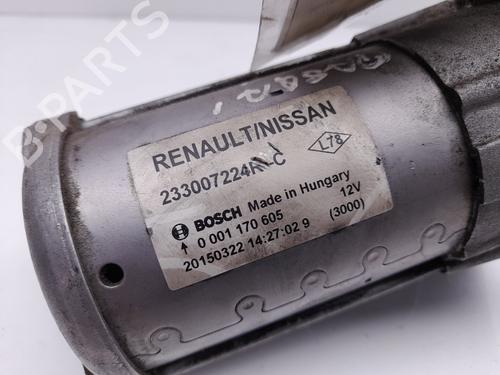 RENAULT/NISSAN
233007224R C
L78
BOSCH Made in Hungary
0 001 170 605 12V
20150322 14:27:02 9 (3000)
B-PARTS